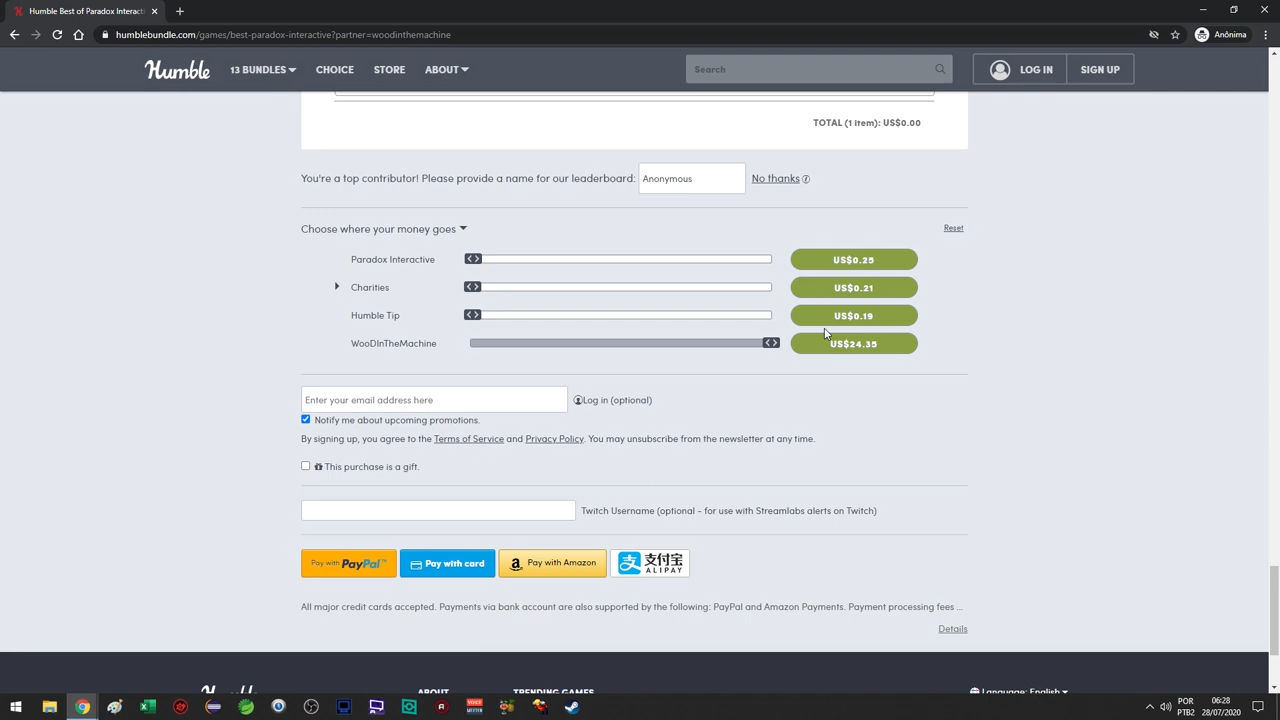 Humble Best of Paradox Interactiv
humblebundle.com/games/best-paradox-interactive?partner=woodinthemachine
Anônima
Humble
13 BUNDLES
CHOICE
STORE
ABOUT
Search
LOG IN
SIGN UP
TOTAL (1 item): US$0.00
You're a top contributor! Please provide a name for our leaderboard:
Anonymous
No thanks
Choose where your money goes
Reset
Paradox Interactive
US$0.25
Charities
US$0.21
Humble Tip
US$0.19
WooDInTheMachine
US$24.35
Enter your email address here
Log in (optional)
Notify me about upcoming promotions.
By signing up, you agree to the Terms of Service and Privacy Policy. You may unsubscribe from the newsletter at any time.
This purchase is a gift.
Twitch Username (optional - for use with Streamlabs alerts on Twitch)
Pay with PayPal
Pay with card
Pay with Amazon
支付宝
ALIPAY
All major credit cards accepted. Payments via bank account are also supported by the following: PayPal and Amazon Payments. Payment processing fees ...
Details
Humble
ABOUT
TRENDING GAMES
Language: English
POR
PTB2
06:28
28/07/2020